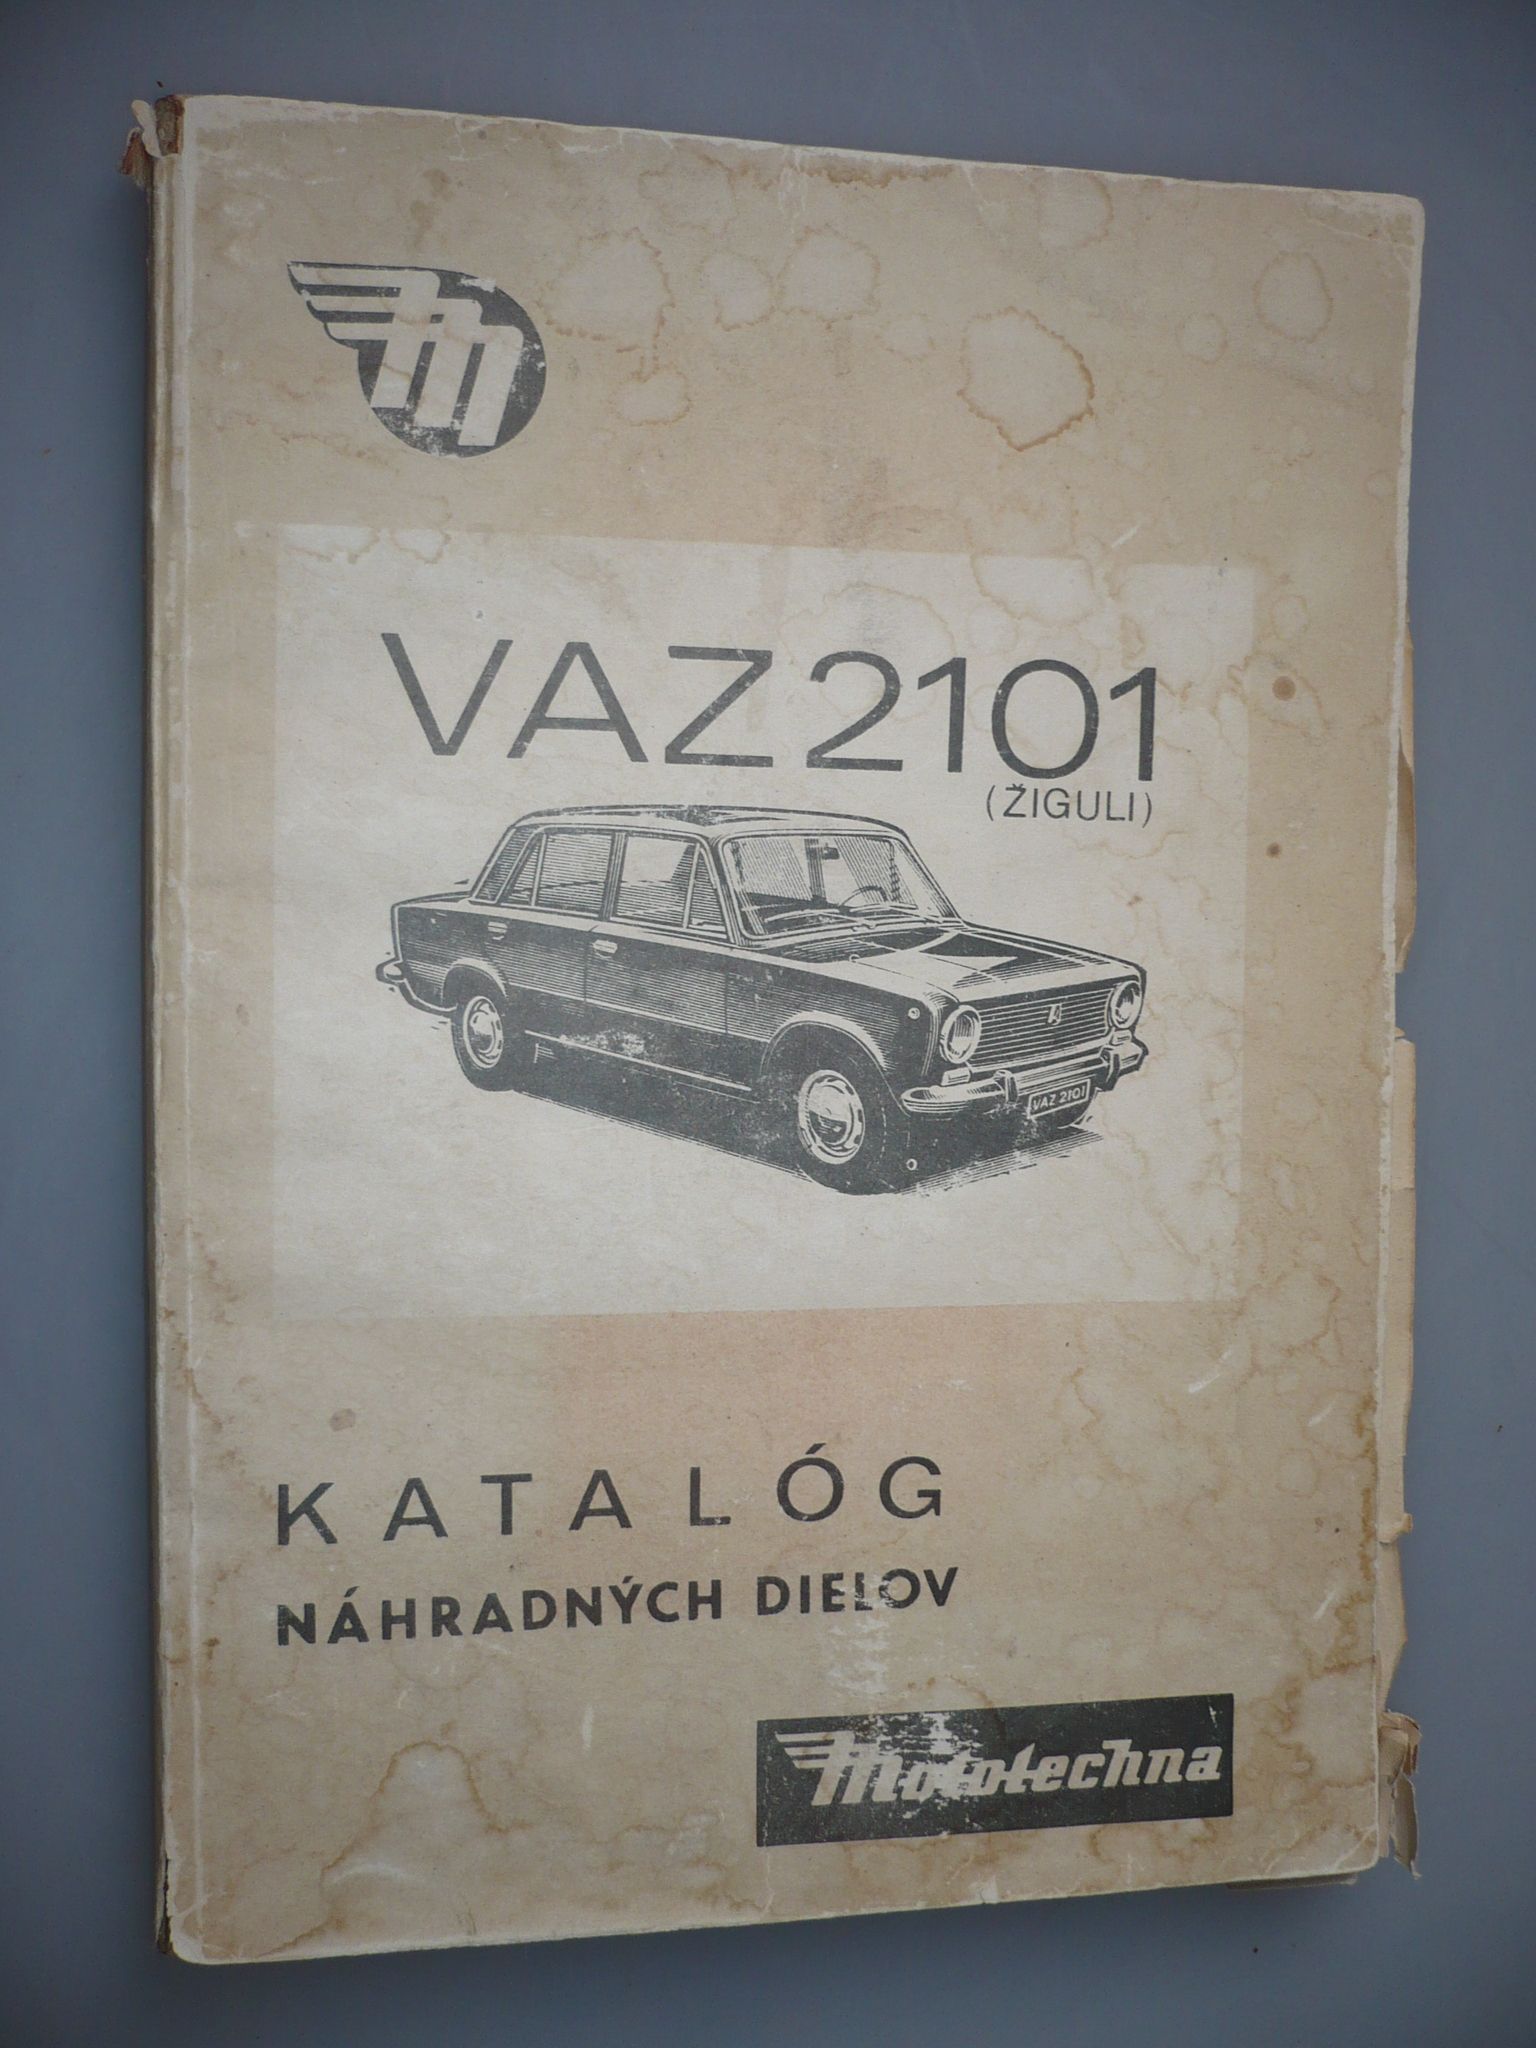 VAZ 2101
(ŽIGULI)
VAZ 2101
KATALÓG
NÁHRADNÝCH DIELOV
Mototechna